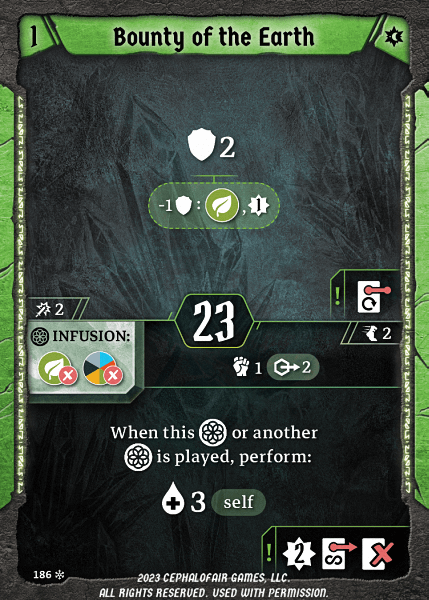 1
Bounty of the Earth
2
-1 : , 1
2
23
2
INFUSION:
1 2
When this or another
is played, perform:
3 self
2
186
2023 CEPHALOFAIR GAMES, LLC.
ALL RIGHTS RESERVED. USED WITH PERMISSION.